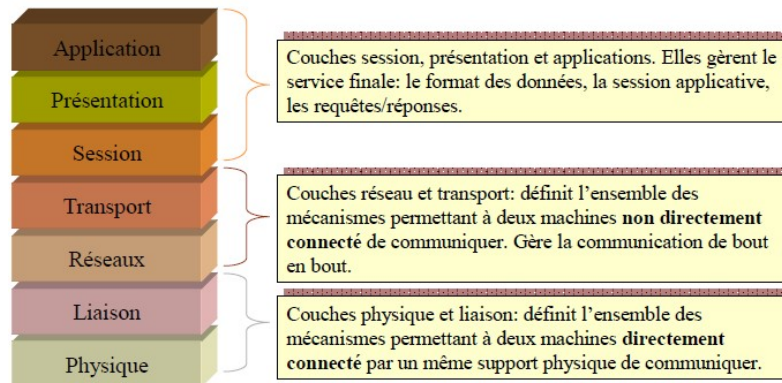 Application
Présentation
Session
Couches session, présentation et applications. Elles gèrent le
service finale: le format des données, la session applicative,
les requêtes/réponses.
Transport
Réseaux
Couches réseau et transport: définit l’ensemble des
mécanismes permettant à deux machines non directement
connecté de communiquer. Gère la communication de bout
en bout.
Liaison
Physique
Couches physique et liaison: définit l’ensemble des
mécanismes permettant à deux machines directement
connecté par un même support physique de communiquer.